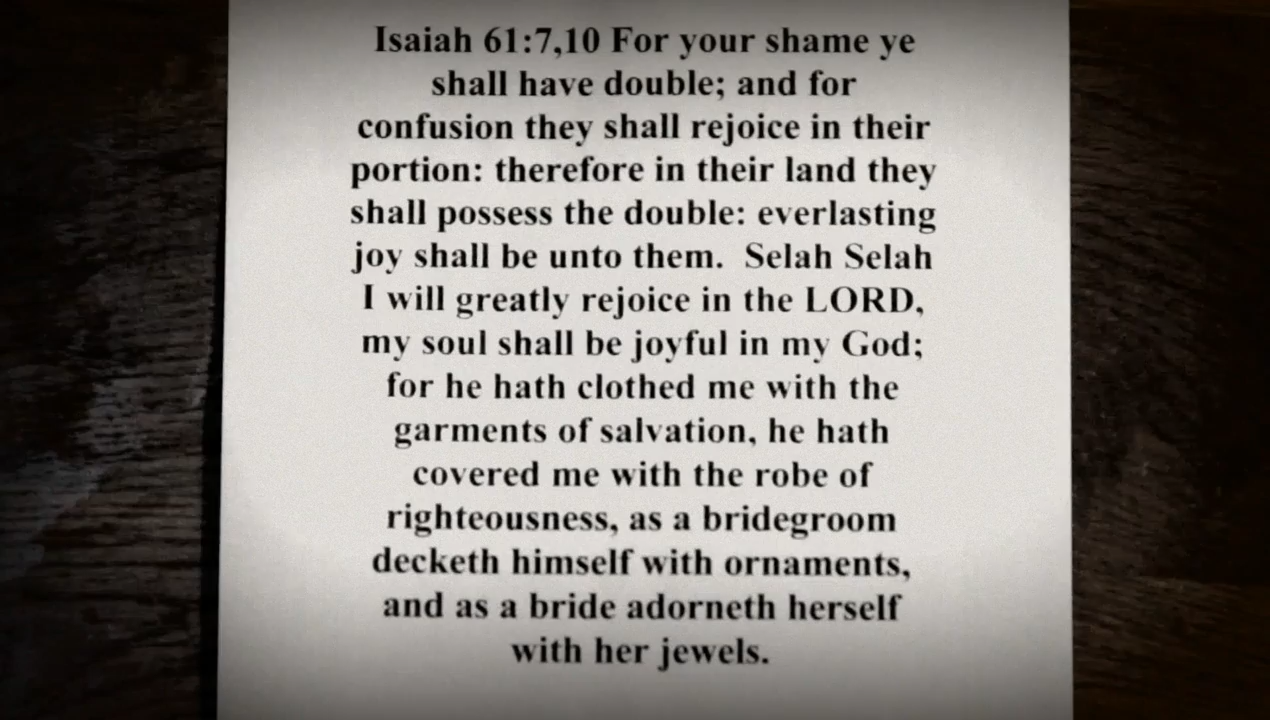 Isaiah 61:7,10 For your shame ye
shall have double; and for
confusion they shall rejoice in their
portion: therefore in their land they
shall possess the double: everlasting
joy shall be unto them.  Selah Selah
I will greatly rejoice in the LORD,
my soul shall be joyful in my God;
for he hath clothed me with the
garments of salvation, he hath
covered me with the robe of
righteousness, as a bridegroom
decketh himself with ornaments,
and as a bride adorneth herself
with her jewels.